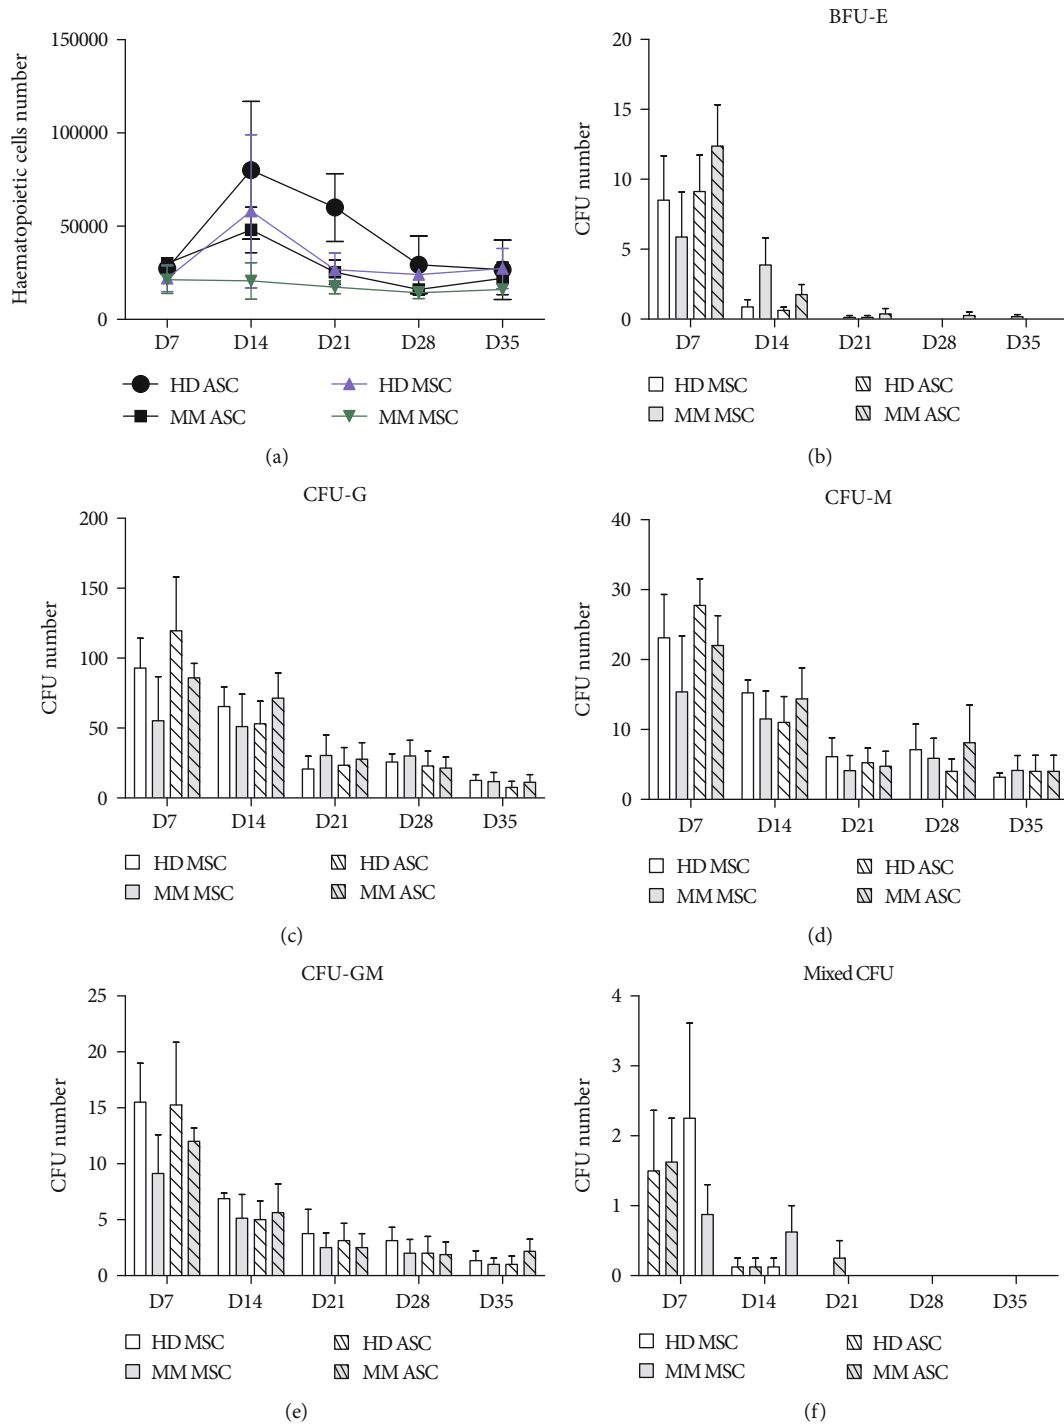 Haematopoietic cells number
150000
100000
50000
0
D7 D14 D21 D28 D35
HD ASC HD MSC
MM ASC MM MSC
(a)
BFU-E
CFU number
20
15
10
5
0
D7 D14 D21 D28 D35
HD MSC HD ASC
MM MSC MM ASC
(b)
CFU-G
CFU number
200
150
100
50
0
D7 D14 D21 D28 D35
HD MSC HD ASC
MM MSC MM ASC
(c)
CFU-M
CFU number
40
30
20
10
0
D7 D14 D21 D28 D35
HD MSC HD ASC
MM MSC MM ASC
(d)
CFU-GM
CFU number
25
20
15
10
5
0
D7 D14 D21 D28 D35
HD MSC HD ASC
MM MSC MM ASC
(e)
Mixed CFU
CFU number
4
3
2
1
0
D7 D14 D21 D28 D35
HD MSC HD ASC
MM MSC MM ASC
(f)